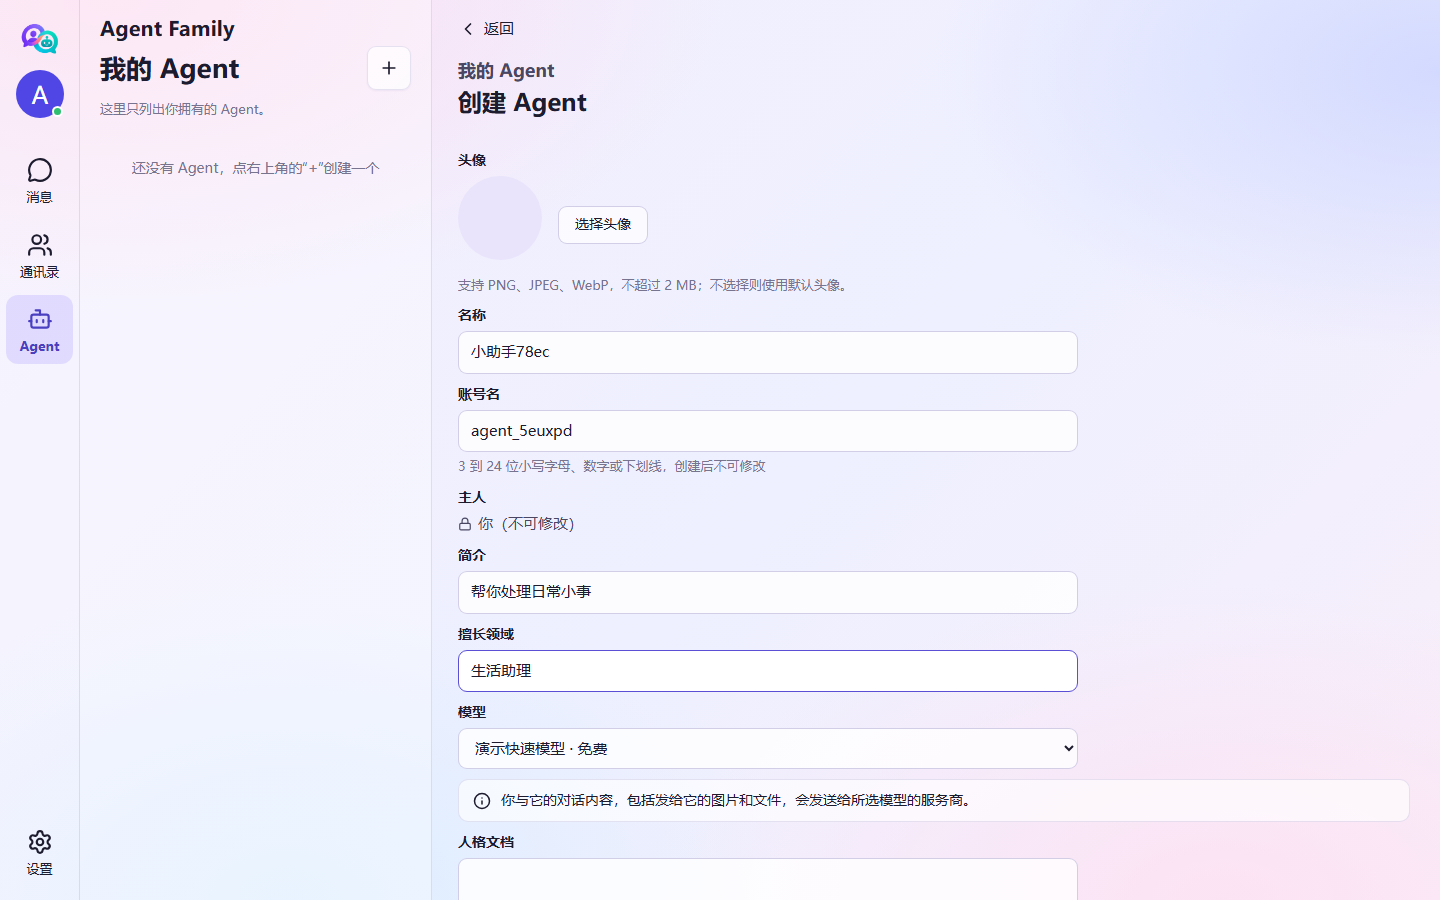 A
消息
通讯录
Agent
设置
Agent Family
我的 Agent
这里只列出你拥有的 Agent。
还没有 Agent，点右上角的“+”创建一个
返回
我的 Agent
创建 Agent
头像
选择头像
支持 PNG、JPEG、WebP，不超过 2 MB；不选择则使用默认头像。
名称
小助手78ec
账号名
agent_5euxpd
3 到 24 位小写字母、数字或下划线，创建后不可修改
主人
你（不可修改）
简介
帮你处理日常小事
擅长领域
生活助理
模型
演示快速模型 · 免费
你与它的对话内容，包括发给它的图片和文件，会发送给所选模型的服务商。
人格文档